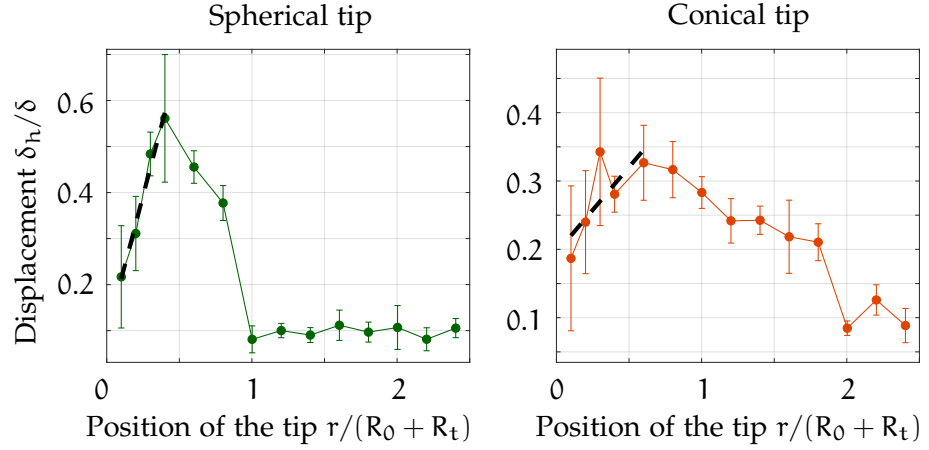 Spherical tip
Conical tip
Displacement δₕ/δ
0.6
0.4
0.2
0
1
2
0.4
0.3
0.2
0.1
0
1
2
Position of the tip r/(R₀ + Rₜ)
Position of the tip r/(R₀ + Rₜ)